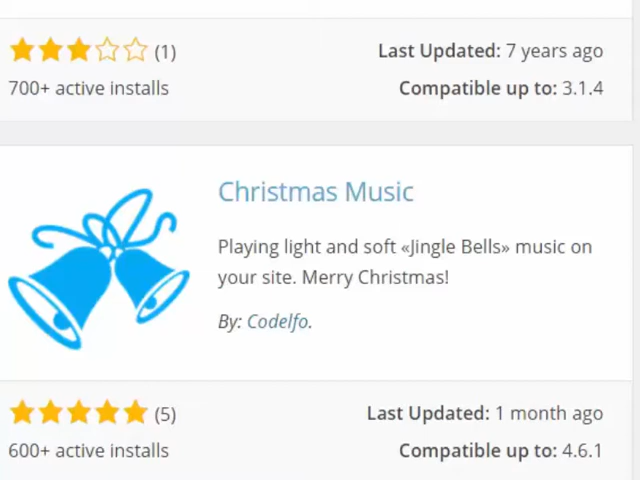 (1) Last Updated: 7 years ago
700+ active installs Compatible up to: 3.1.4
Christmas Music
Playing light and soft «Jingle Bells» music on
your site. Merry Christmas!
By: Codelfo.
(5) Last Updated: 1 month ago
600+ active installs Compatible up to: 4.6.1